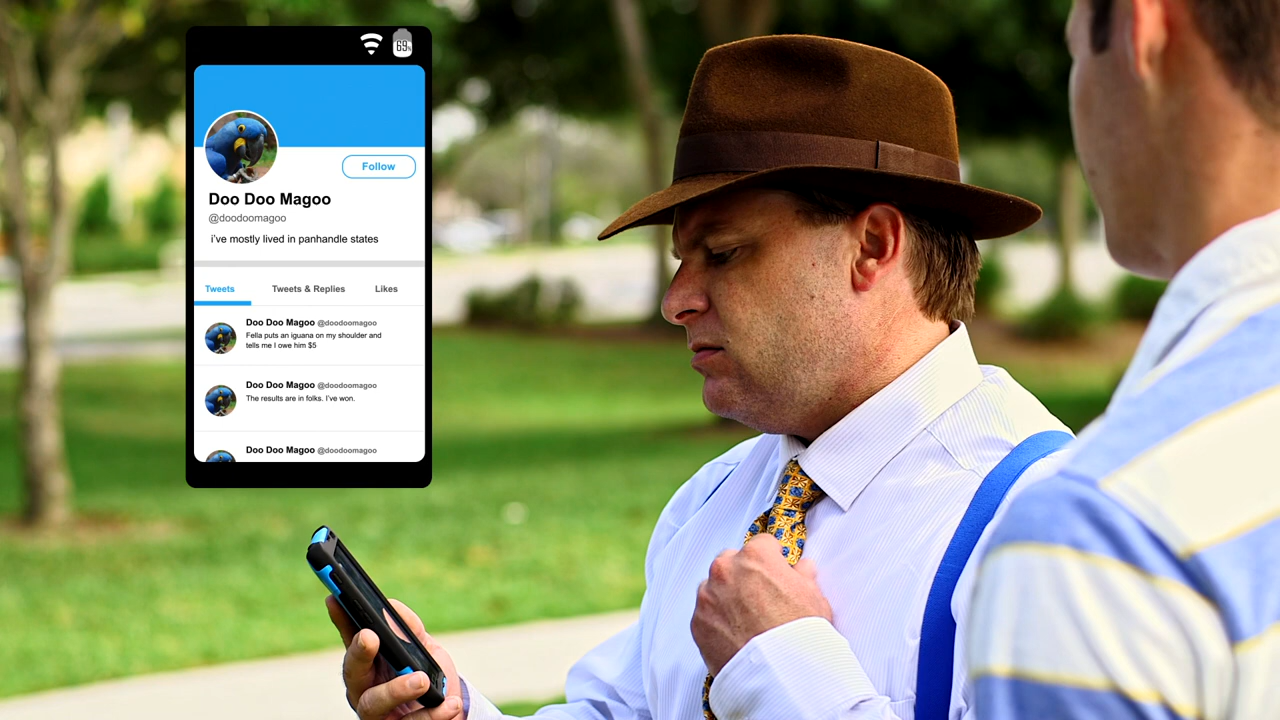 69%
Follow
Doo Doo Magoo
@doodoomagoo
i've mostly lived in panhandle states
Tweets Tweets & Replies Likes
Doo Doo Magoo @doodoomagoo
Fella puts an iguana on my shoulder and
tells me I owe him $5
Doo Doo Magoo @doodoomagoo
The results are in folks. I've won.
Doo Doo Magoo @doodoomagoo